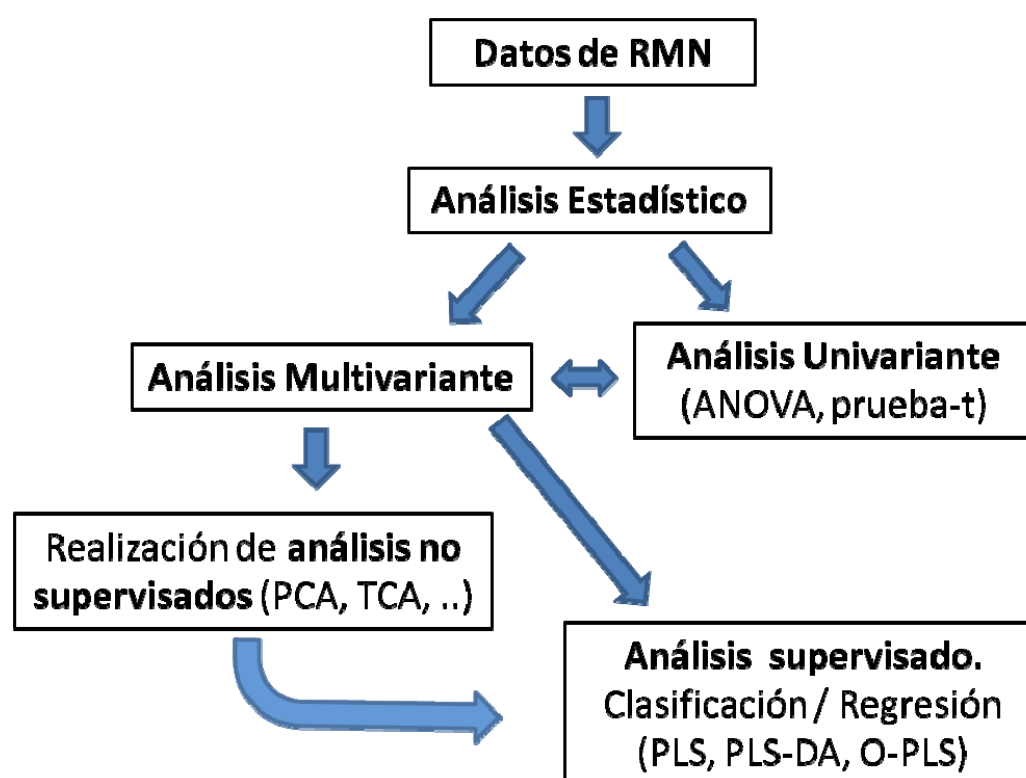 Datos de RMN
Análisis Estadístico
Análisis Multivariante
Análisis Univariante
(ANOVA, prueba-t)
Realización de análisis no
supervisados (PCA, TCA, ..)
Análisis supervisado.
Clasificación / Regresión
(PLS, PLS-DA, O-PLS)